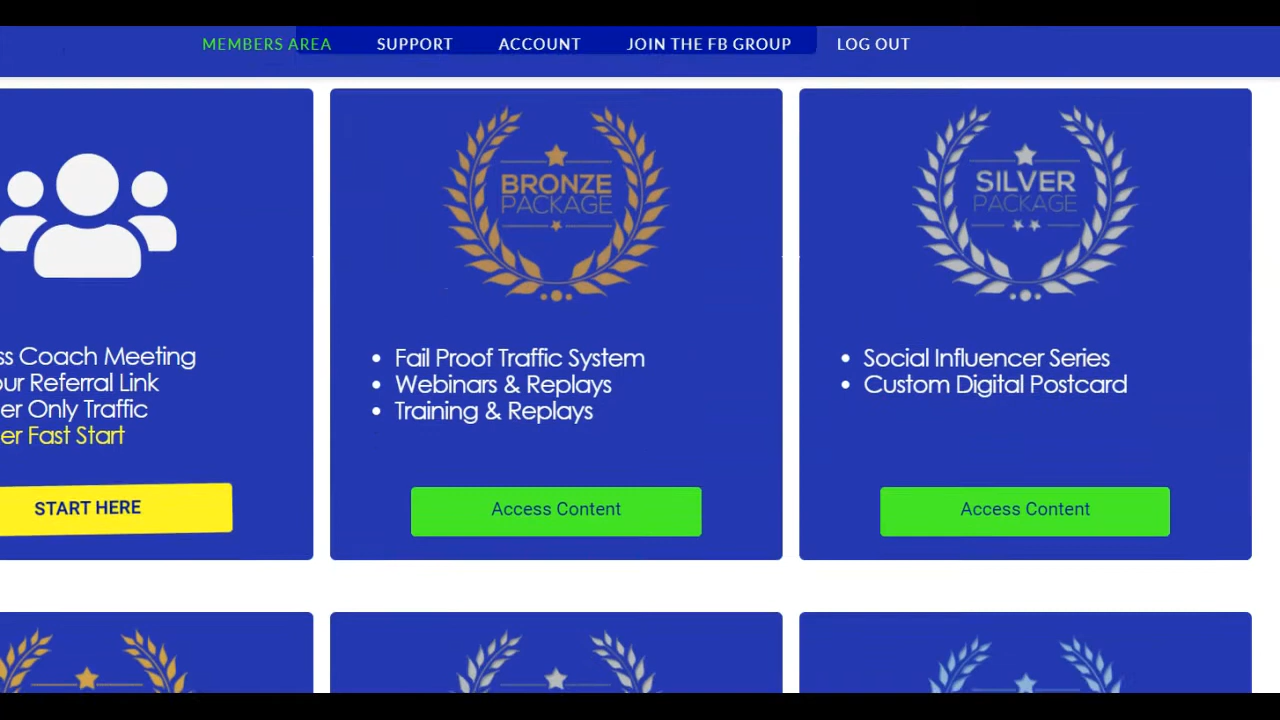 MEMBERS AREA SUPPORT ACCOUNT JOIN THE FB GROUP LOG OUT
ss Coach Meeting
our Referral Link
er Only Traffic
er Fast Start
START HERE
BRONZE
PACKAGE
• Fail Proof Traffic System
• Webinars & Replays
• Training & Replays
Access Content
SILVER
PACKAGE
• Social Influencer Series
• Custom Digital Postcard
Access Content